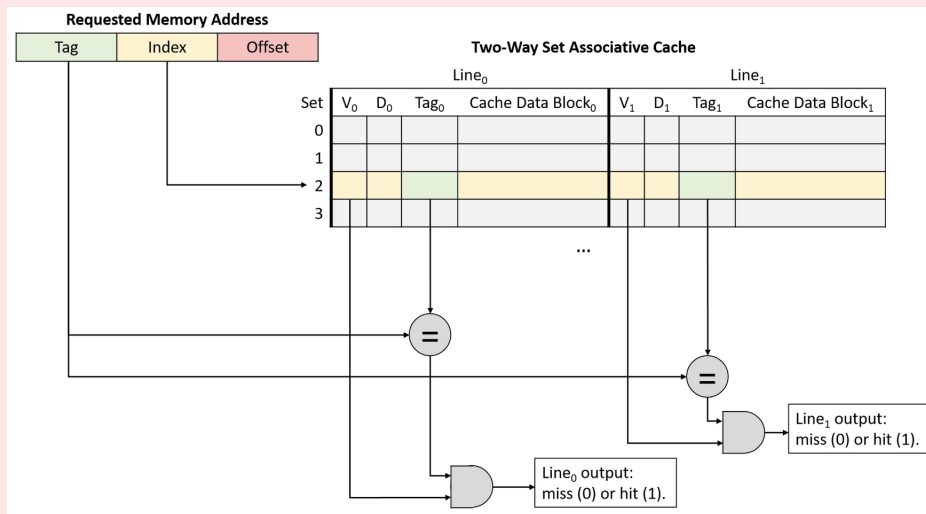 Requested Memory Address
Tag Index Offset
Two-Way Set Associative Cache
Line₀ Line₁
Set V₀ D₀ Tag₀ Cache Data Block₀ V₁ D₁ Tag₁ Cache Data Block₁
0
1
2
3
...
=
=
Line₁ output:
miss (0) or hit (1).
Line₀ output:
miss (0) or hit (1).